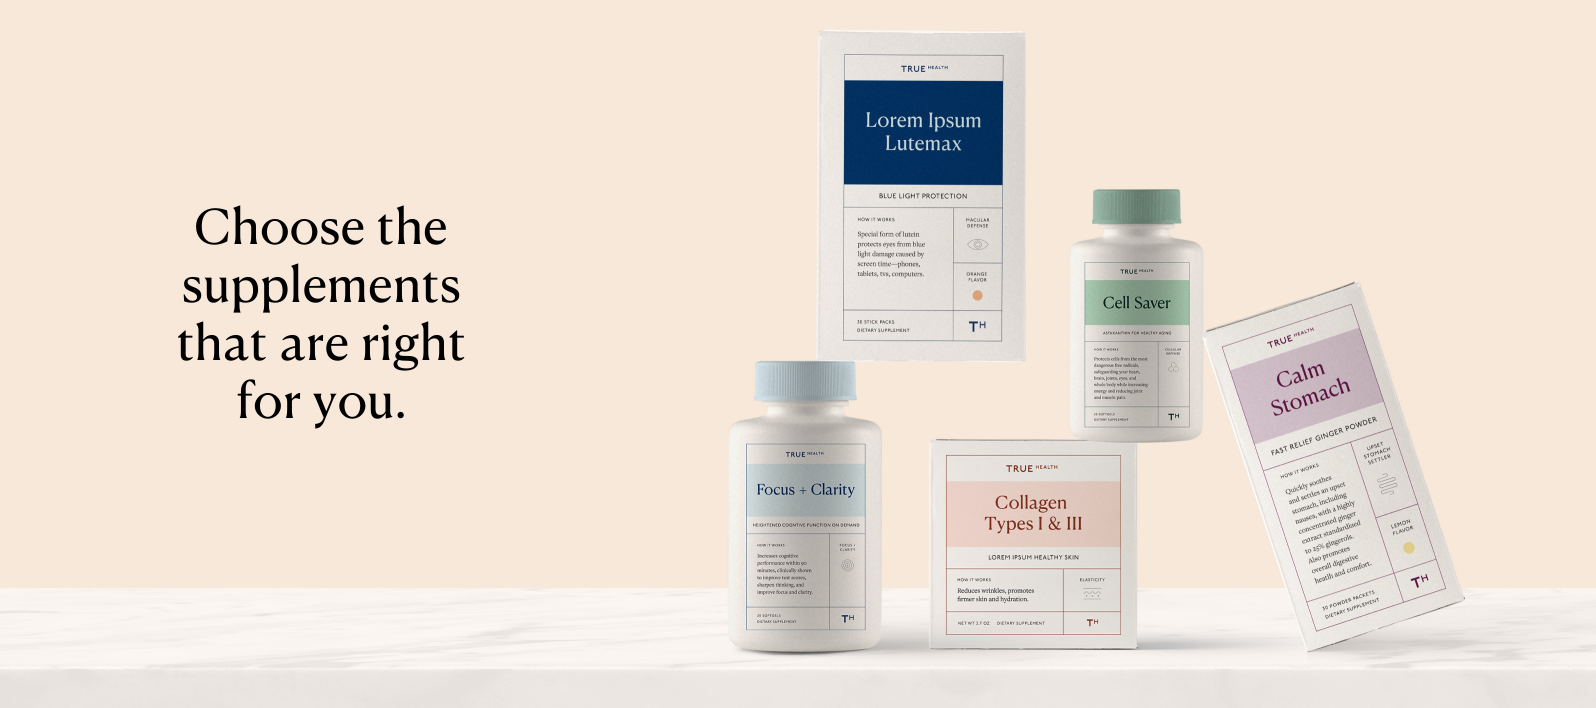 Choose the
supplements
that are right
for you.
TRUE HEALTH
Lorem Ipsum
Lutemax
BLUE LIGHT PROTECTION
HOW IT WORKS
Special form of lutein
protects eyes from blue
light damage caused by
screen time—phones,
tablets, tvs, computers.
MACULAR
DEFENSE
ORANGE
FLAVOR
30 STICK PACKS
DIETARY SUPPLEMENT
TH
TRUE HEALTH
Cell Saver
ASTAXANTHIN FOR HEALTHY AGING
HOW IT WORKS
Protects cells from the most
dangerous free radicals,
safeguarding your heart,
brain, joints, eyes, and
whole body while increasing
energy and reducing joint
and muscle pain.
CELLULAR
DEFENSE
SOFTGELS
DIETARY SUPPLEMENT
TH
TRUE HEALTH
Calm
Stomach
FAST RELIEF GINGER POWDER
HOW IT WORKS
Quickly soothes
and settles an upset
stomach, including
nausea, with a highly
concentrated ginger
extract standardised
to 25% gingerols.
Also promotes
overall digestive
health and comfort.
UPSET
STOMACH
SETTLER
LEMON
FLAVOR
30 POWDER PACKETS
DIETARY SUPPLEMENT
TH
TRUE HEALTH
Focus + Clarity
HEIGHTENED COGNITIVE FUNCTION ON DEMAND
HOW IT WORKS
Increases cognitive
performance within 90
minutes, clinically shown
to improve test scores,
sharpen thinking, and
improve focus and clarity.
FOCUS +
CLARITY
SOFTGELS
DIETARY SUPPLEMENT
TH
TRUE HEALTH
Collagen
Types I & III
LOREM IPSUM HEALTHY SKIN
HOW IT WORKS
Reduces wrinkles, promotes
firmer skin and hydration.
ELASTICITY
NET WT 3.7 OZ DIETARY SUPPLEMENT
TH